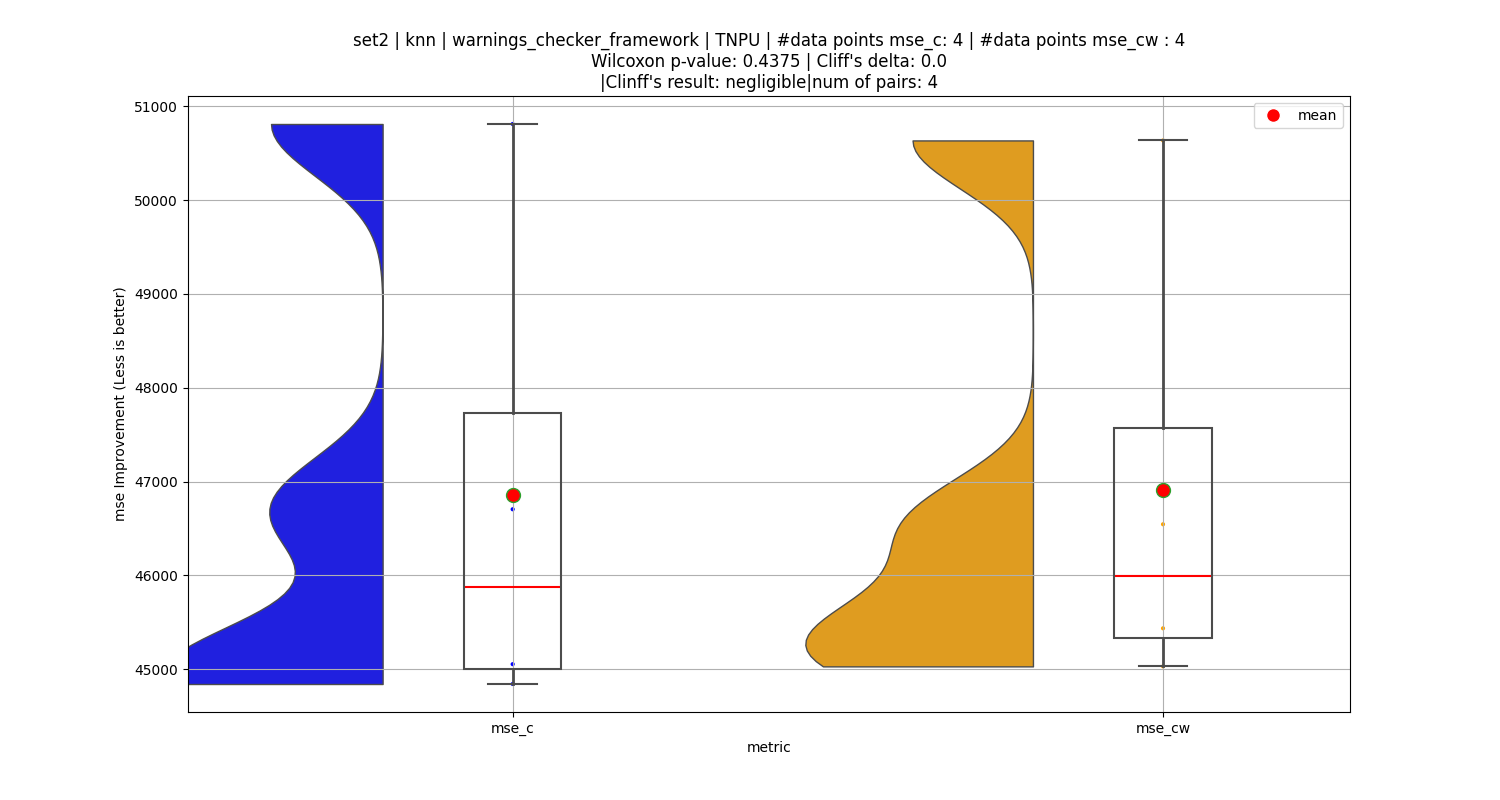 set2 | knn | warnings_checker_framework | TNPU | #data points mse_c: 4 | #data points mse_cw : 4
Wilcoxon p-value: 0.4375 | Cliff's delta: 0.0
|Clinff's result: negligible|num of pairs: 4
mean
51000
50000
49000
48000
47000
46000
45000
mse Improvement (Less is better)
mse_c
mse_cw
metric